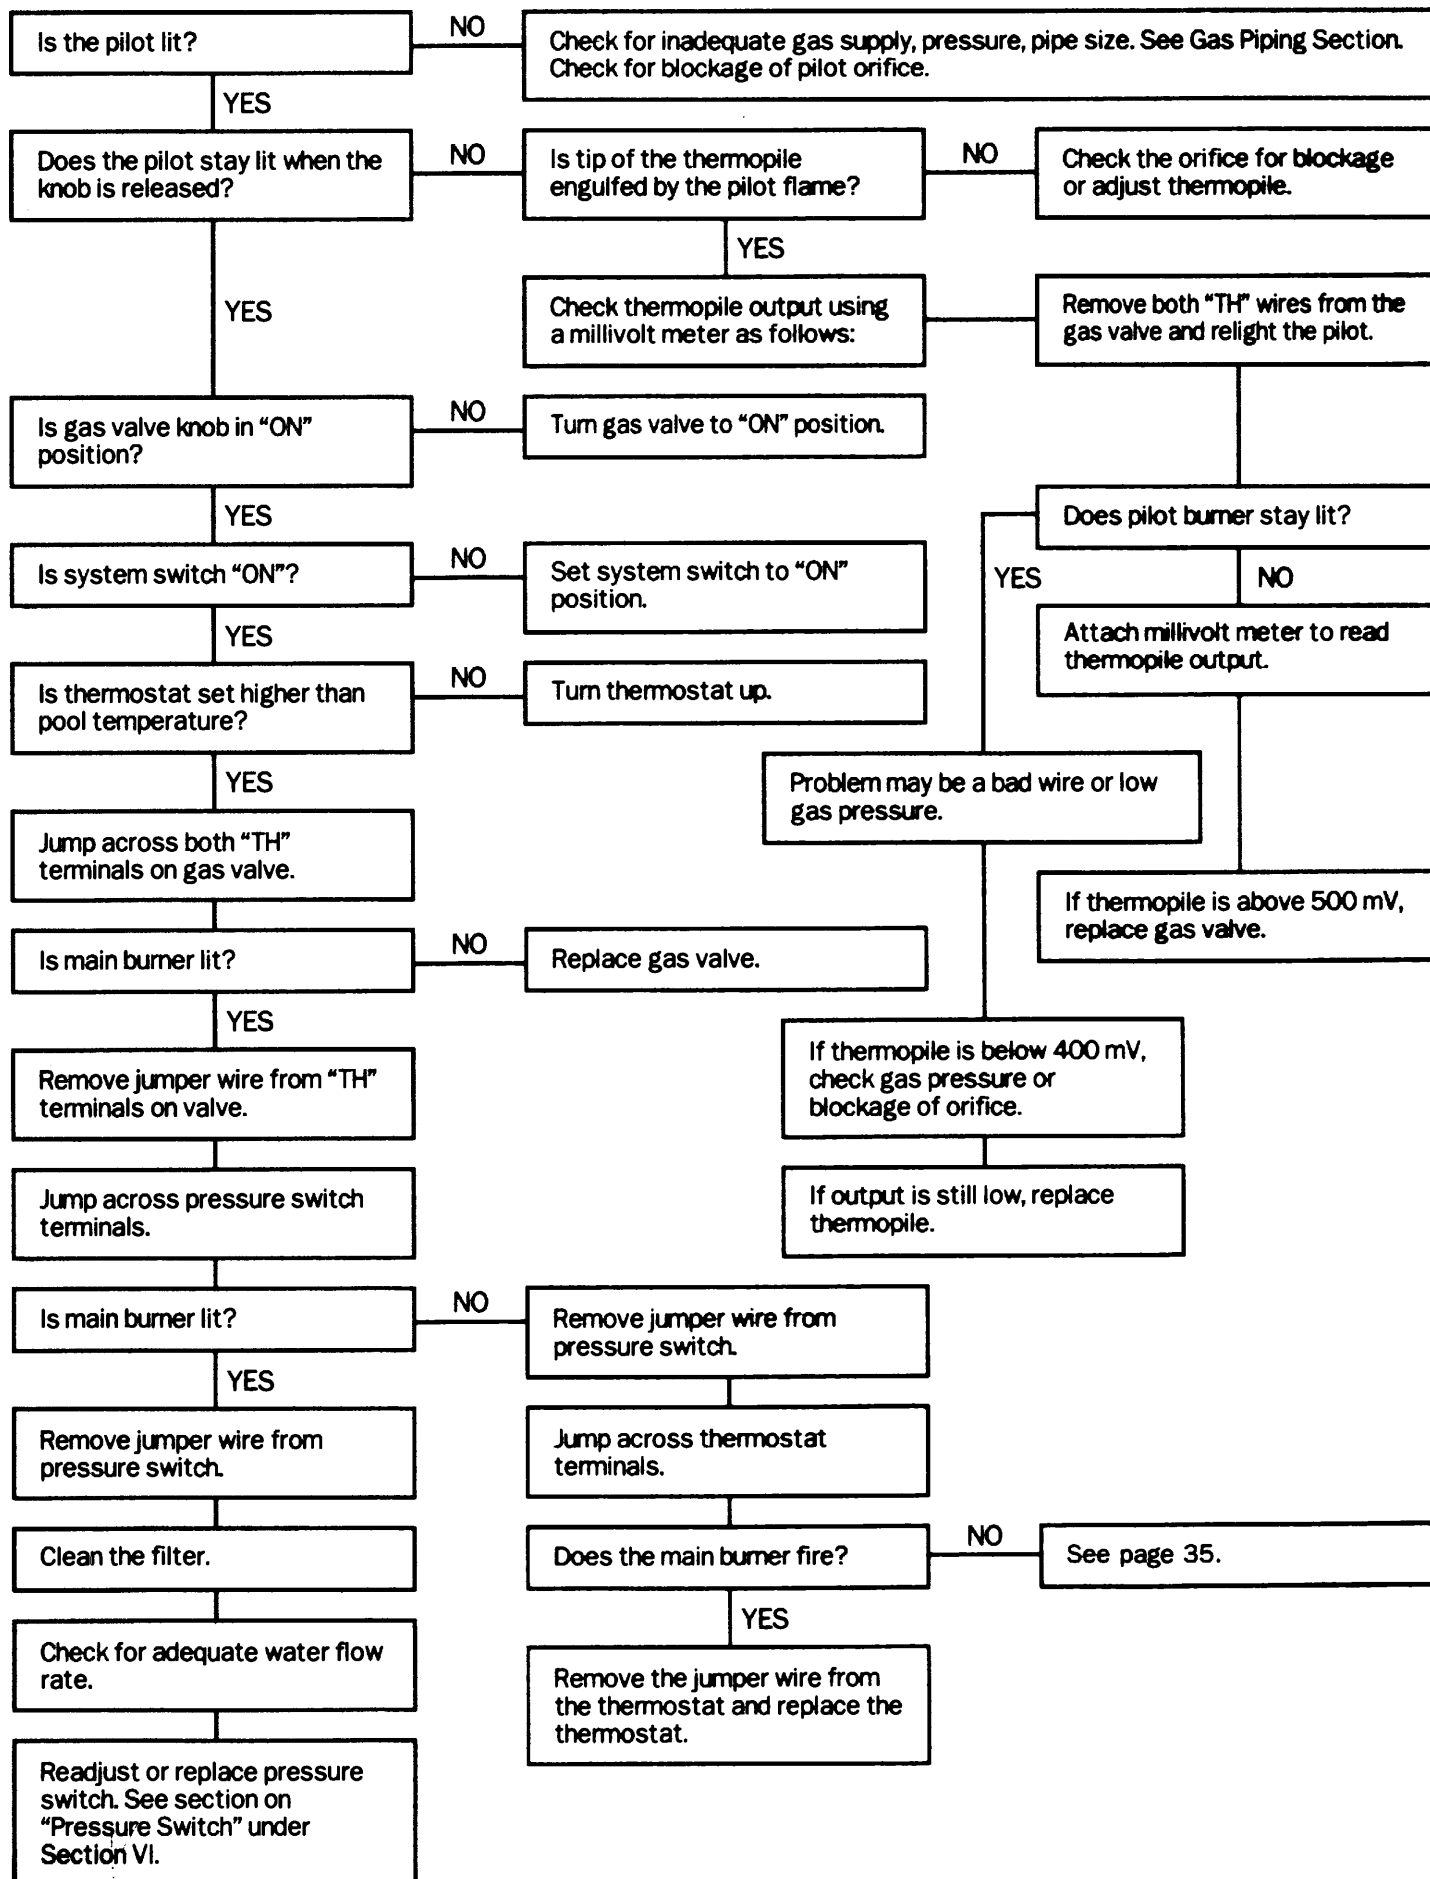 Is the pilot lit?
NO
Check for inadequate gas supply, pressure, pipe size. See Gas Piping Section.
Check for blockage of pilot orifice.
YES
Does the pilot stay lit when the
knob is released?
NO
Is tip of the thermopile
engulfed by the pilot flame?
NO
Check the orifice for blockage
or adjust thermopile.
YES
YES
Check thermopile output using
a millivolt meter as follows:
Remove both “TH” wires from the
gas valve and relight the pilot.
Is gas valve knob in “ON”
position?
NO
Turn gas valve to “ON” position.
YES
Does pilot burner stay lit?
YES
NO
Is system switch “ON”?
NO
Set system switch to “ON”
position.
Attach millivolt meter to read
thermopile output.
YES
Is thermostat set higher than
pool temperature?
NO
Turn thermostat up.
YES
Problem may be a bad wire or low
gas pressure.
Jump across both “TH”
terminals on gas valve.
If thermopile is above 500 mV,
replace gas valve.
Is main burner lit?
NO
Replace gas valve.
YES
If thermopile is below 400 mV,
check gas pressure or
blockage of orifice.
Remove jumper wire from “TH”
terminals on valve.
If output is still low, replace
thermopile.
Jump across pressure switch
terminals.
Is main burner lit?
NO
Remove jumper wire from
pressure switch.
YES
Remove jumper wire from
pressure switch.
Jump across thermostat
terminals.
Clean the filter.
Does the main burner fire?
NO
See page 35.
YES
Check for adequate water flow
rate.
Remove the jumper wire from
the thermostat and replace the
thermostat.
Readjust or replace pressure
switch. See section on
“Pressure Switch” under
Section VI.